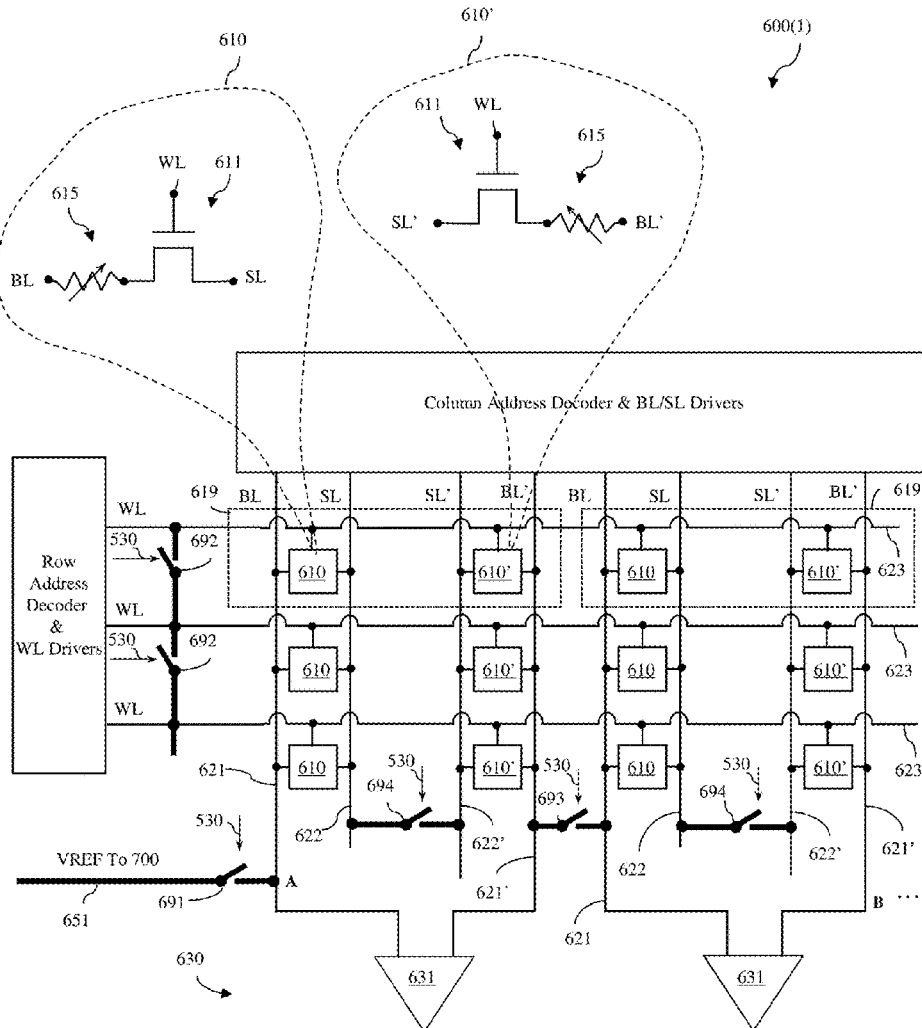 610
610’
600(1)
611
WL
615
WL
611
615
SL’
BL’
BL
SL
Column Address Decoder & BL/SL Drivers
619
BL
SL
SL’
BL’
BL
SL
SL’
BL’
619
WL
530
692
610
610’
610
610’
623
Row
Address
Decoder
&
WL Drivers
WL
530
692
610
610’
610
610’
623
WL
610
610’
610
610’
623
621
530
530
530
694
693
694
622
622’
622
622’
621’
530
VREF To 700
A
621’
651
691
621
B ...
630
631
631